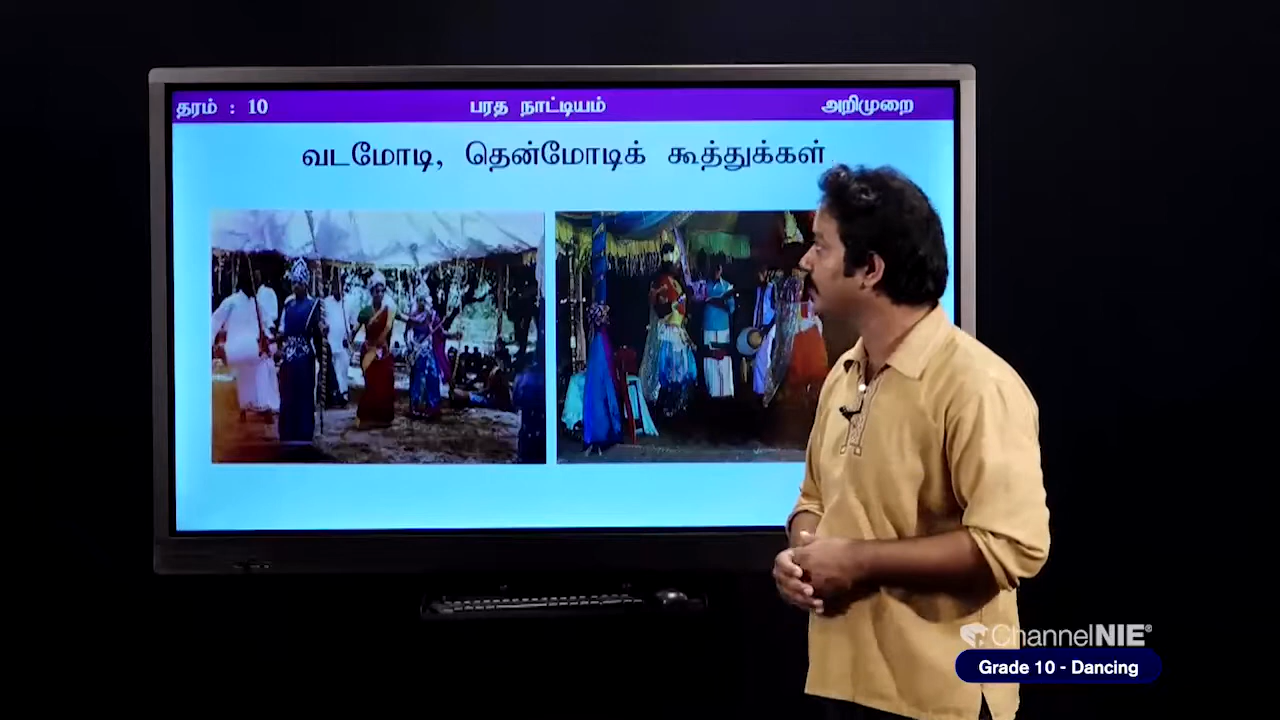 தரம் : 10 பரத நாட்டியம் அறிமுறை
வடமோடி, தென்மோடிக் கூத்துக்கள்
ChannelNIE®
Grade 10 - Dancing